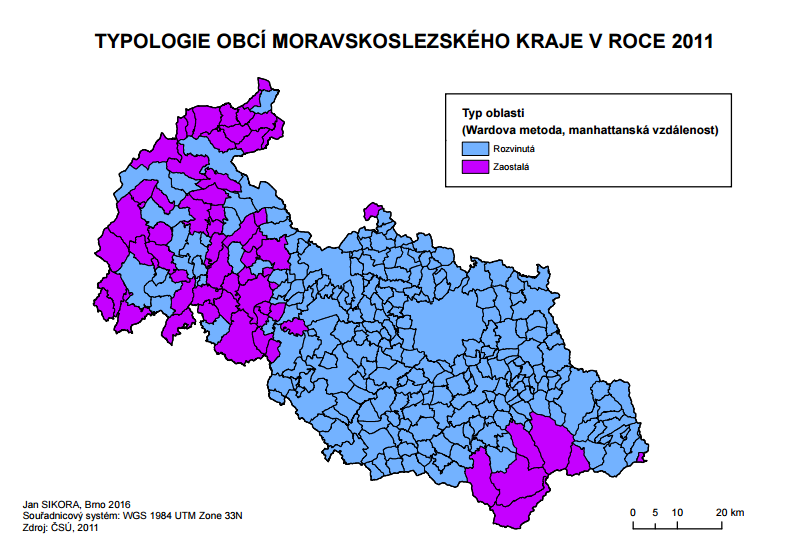 TYPOLOGIE OBCÍ MORAVSKOSLEZSKÉHO KRAJE V ROCE 2011
Typ oblasti
(Wardova metoda, manhattanská vzdálenost)
Rozvinutá
Zaostalá
Jan SIKORA, Brno 2016
Souřadnicový systém: WGS 1984 UTM Zone 33N
Zdroj: ČSÚ, 2011
0 5 10 20 km